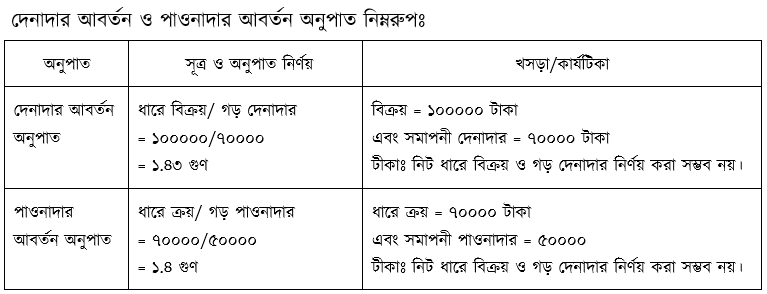 দেনাদার আবর্তন ও পাওনাদার আবর্তন অনুপাত নিম্নরুপঃ
অনুপাত
সূত্র ও অনুপাত নির্ণয়
খসড়া/কার্যটিকা
দেনাদার আবর্তন
অনুপাত
ধারে বিক্রয়/ গড় দেনাদার
= ১০০০০০/৭০০০০
= ১.৪৩ গুণ
বিক্রয় = ১০০০০০ টাকা
এবং সমাপনী দেনাদার = ৭০০০০ টাকা
টীকাঃ নিট ধারে বিক্রয় ও গড় দেনাদার নির্ণয় করা সম্ভব নয়।
পাওনাদার
আবর্তন অনুপাত
ধারে ক্রয়/ গড় পাওনাদার
= ৭০০০০/৫০০০০
= ১.৪ গুণ
ধারে ক্রয় = ৭০০০০ টাকা
এবং সমাপনী পাওনাদার = ৫০০০০
টীকাঃ নিট ধারে বিক্রয় ও গড় দেনাদার নির্ণয় করা সম্ভব নয়।